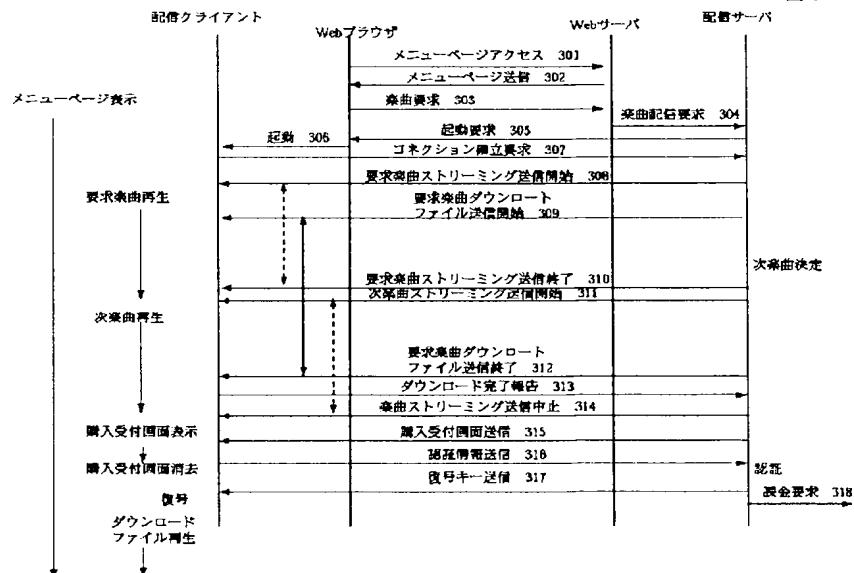 配信クライアント
Webブラウザ
Webサーバ
配信サーバ
メニューページアクセス 301
メニューページ送信 302
メニューページ表示
楽曲要求 303
楽曲配信要求 304
起動要求 305
起動 306
コネクション確立要求 307
要求楽曲ストリーミング送信開始 308
要求楽曲再生
要求楽曲ダウンロート
ファイル送信開始 309
次楽曲決定
要求楽曲ストリーミング送信終了 310
次楽曲ストリーミング送信開始 311
次楽曲再生
要求楽曲ダウンロート
ファイル送信終了 312
ダウンロード完了報告 313
楽曲ストリーミング送信中止 314
購入受付画面表示
購入受付画面送信 315
認証情報送信 316
購入受付画面消去
認証
復号キー送信 317
課金要求 318
復号
ダウンロード
ファイル再生